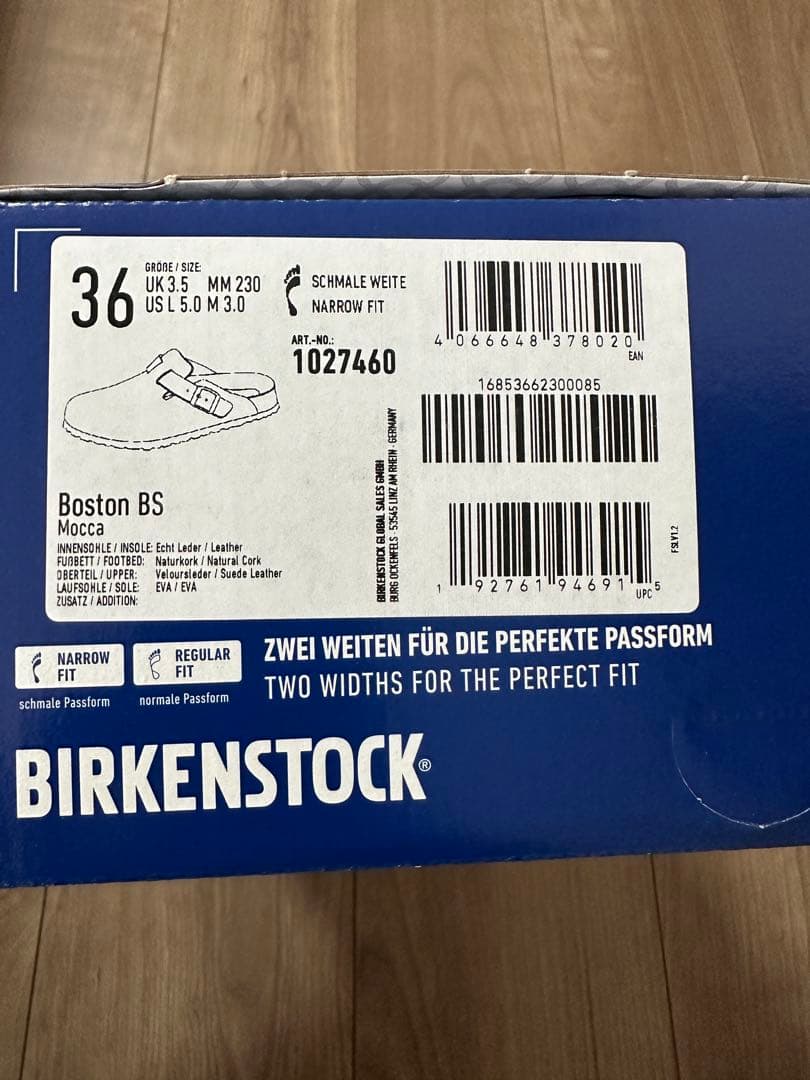 36
GRÖßE / SIZE:
UK 3.5 MM 230
US L 5.0 M 3.0
SCHMALE WEITE
NARROW FIT
ART.-NO.:
1027460
4 066648 378020
EAN
16853662300085
Boston BS
Mocca
INNENSOHLE / INSOLE: Echt Leder / Leather
FUßBETT / FOOTBED: Naturkork / Natural Cork
OBERTEIL / UPPER: Veloursleder / Suede Leather
LAUFSOHLE / SOLE: EVA / EVA
ZUSATZ / ADDITION:
BIRKENSTOCK GLOBAL SALES GMBH
BURG OCKENFELS - 53545 LINZ AM RHEIN - GERMANY
1 92761 94691 5
UPC
FSLV1.2
NARROW
FIT
schmale Passform
REGULAR
FIT
normale Passform
ZWEI WEITEN FÜR DIE PERFEKTE PASSFORM
TWO WIDTHS FOR THE PERFECT FIT
BIRKENSTOCK®